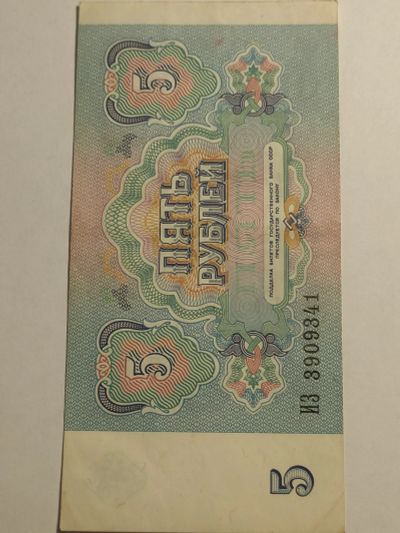 5
5
ПЯТЬ
РУБЛЕЙ
ПОДДЕЛКА БИЛЕТОВ ГОСУДАРСТВЕННОГО БАНКА СССР
ПРЕСЛЕДУЕТСЯ ПО ЗАКОНУ
ИЗ 3909341
5